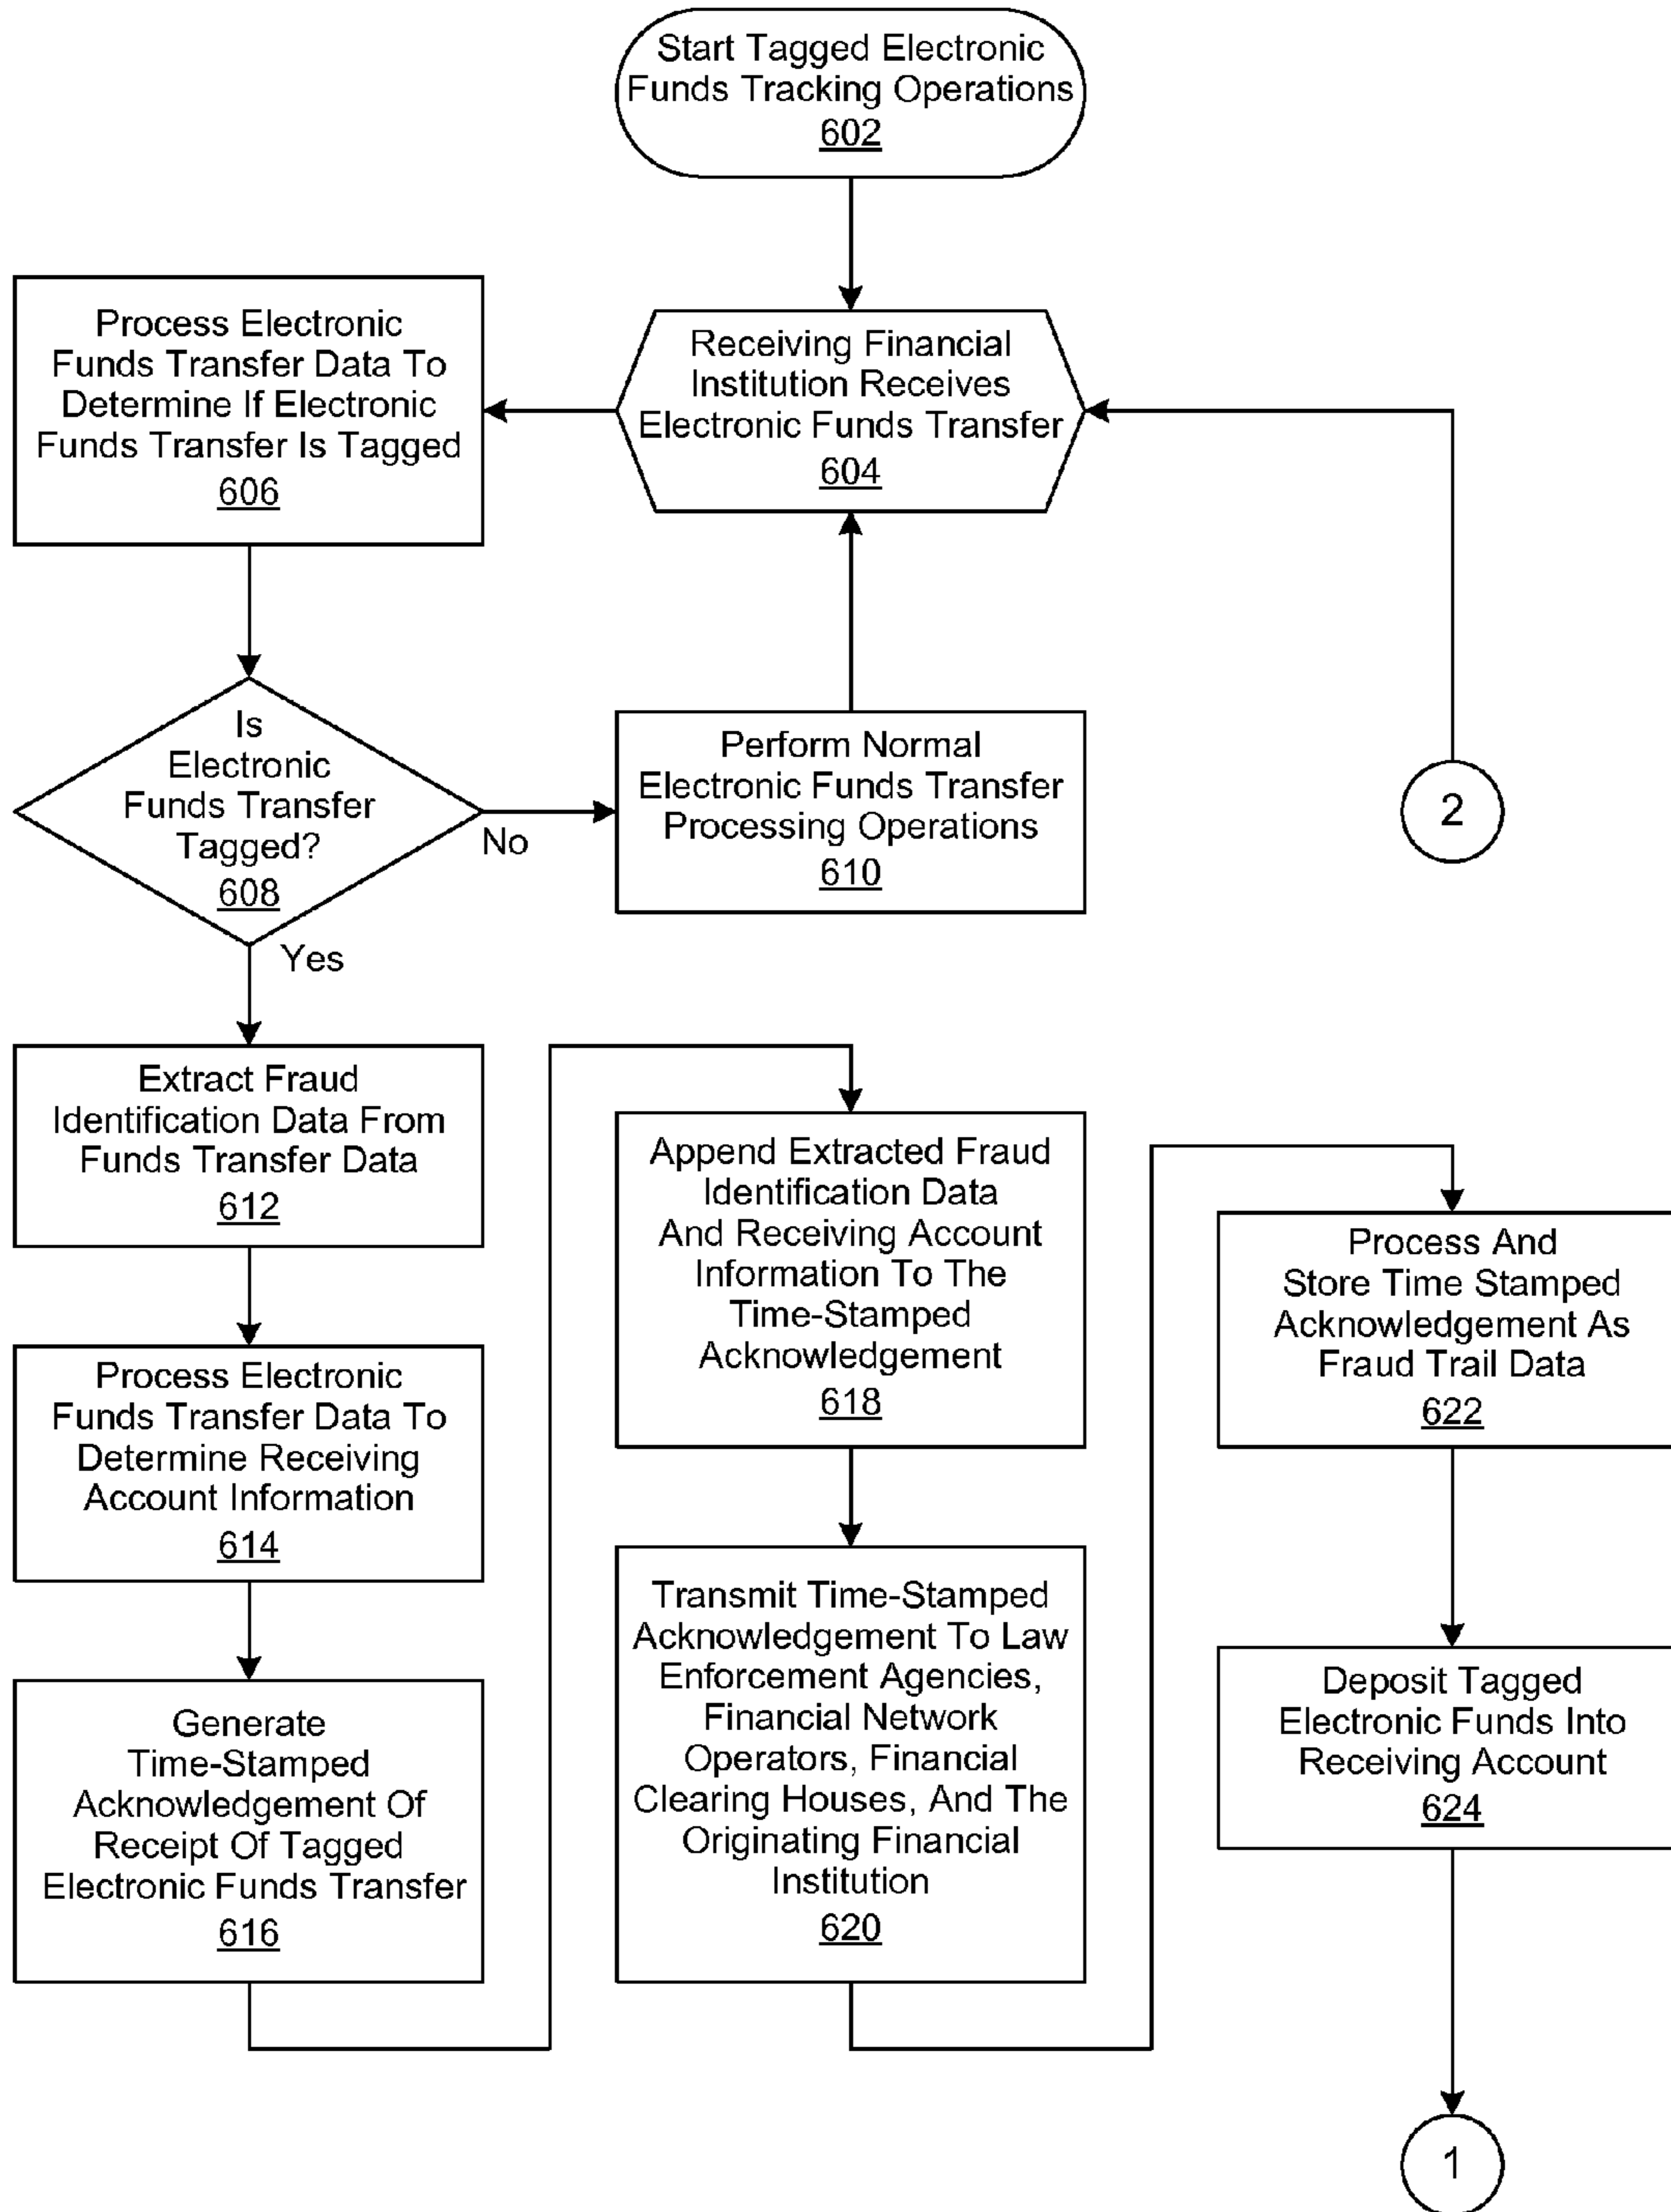 Start Tagged Electronic
Funds Tracking Operations
602
Receiving Financial
Institution Receives
Electronic Funds Transfer
604
Process Electronic
Funds Transfer Data To
Determine If Electronic
Funds Transfer Is Tagged
606
Is
Electronic
Funds Transfer
Tagged?
608
No
Yes
Perform Normal
Electronic Funds Transfer
Processing Operations
610
2
Extract Fraud
Identification Data From
Funds Transfer Data
612
Process Electronic
Funds Transfer Data To
Determine Receiving
Account Information
614
Generate
Time-Stamped
Acknowledgement Of
Receipt Of Tagged
Electronic Funds Transfer
616
Append Extracted Fraud
Identification Data
And Receiving Account
Information To The
Time-Stamped
Acknowledgement
618
Transmit Time-Stamped
Acknowledgement To Law
Enforcement Agencies,
Financial Network
Operators, Financial
Clearing Houses, And The
Originating Financial
Institution
620
Process And
Store Time Stamped
Acknowledgement As
Fraud Trail Data
622
Deposit Tagged
Electronic Funds Into
Receiving Account
624
1